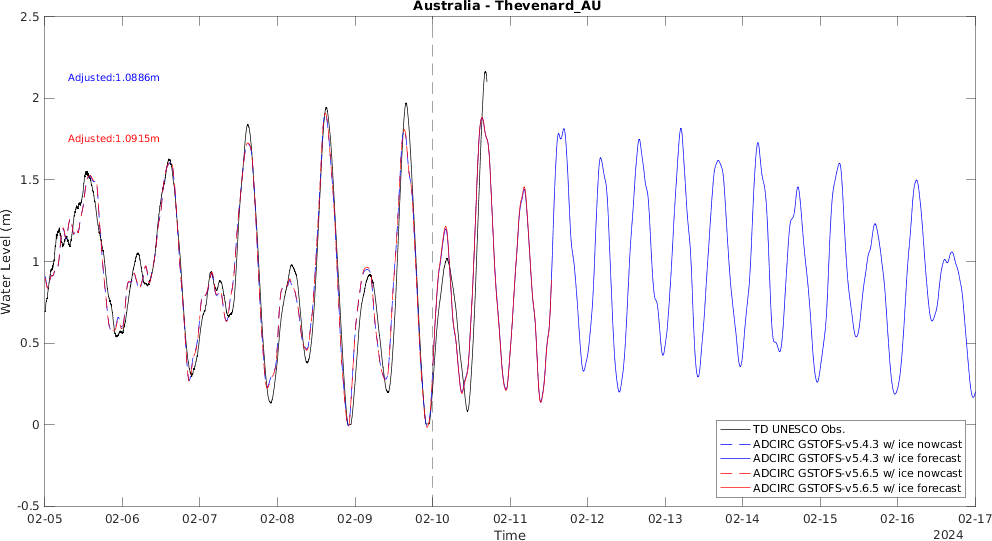 Australia - Thevenard_AU
2.5
2
1.5
1
0.5
0
-0.5
Water Level (m)
Adjusted:1.0886m
Adjusted:1.0915m
TD UNESCO Obs.
ADCIRC GSTOFS-v5.4.3 w/ ice nowcast
ADCIRC GSTOFS-v5.4.3 w/ ice forecast
ADCIRC GSTOFS-v5.6.5 w/ ice nowcast
ADCIRC GSTOFS-v5.6.5 w/ ice forecast
02-05 02-06 02-07 02-08 02-09 02-10 02-11 02-12 02-13 02-14 02-15 02-16 02-17
Time
2024